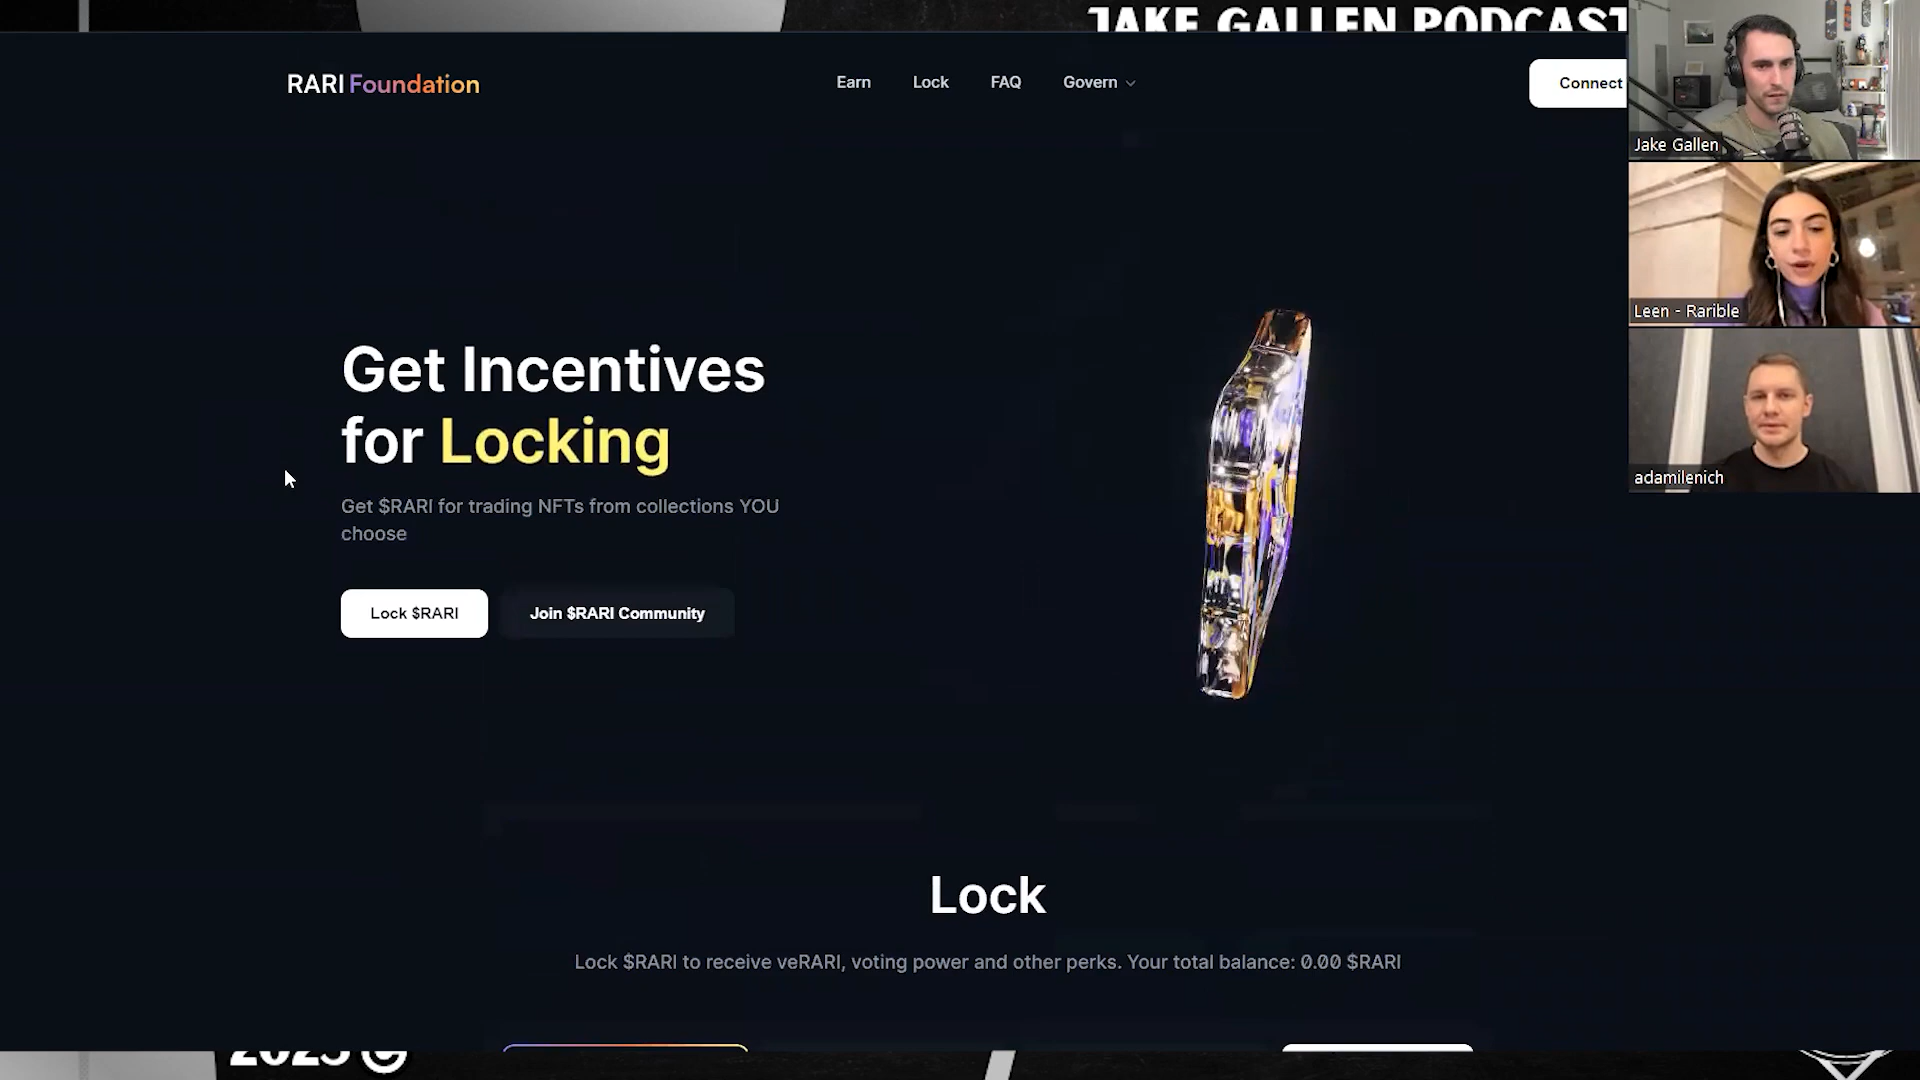 JAKE GALLEN PODCAST
RARI Foundation
Earn
Lock
FAQ
Govern
Connect
Jake Gallen
Leen - Rarible
adamilenich
Get Incentives
for Locking
Get $RARI for trading NFTs from collections YOU
choose
Lock $RARI
Join $RARI Community
Lock
Lock $RARI to receive veRARI, voting power and other perks. Your total balance: 0.00 $RARI
2023 ©